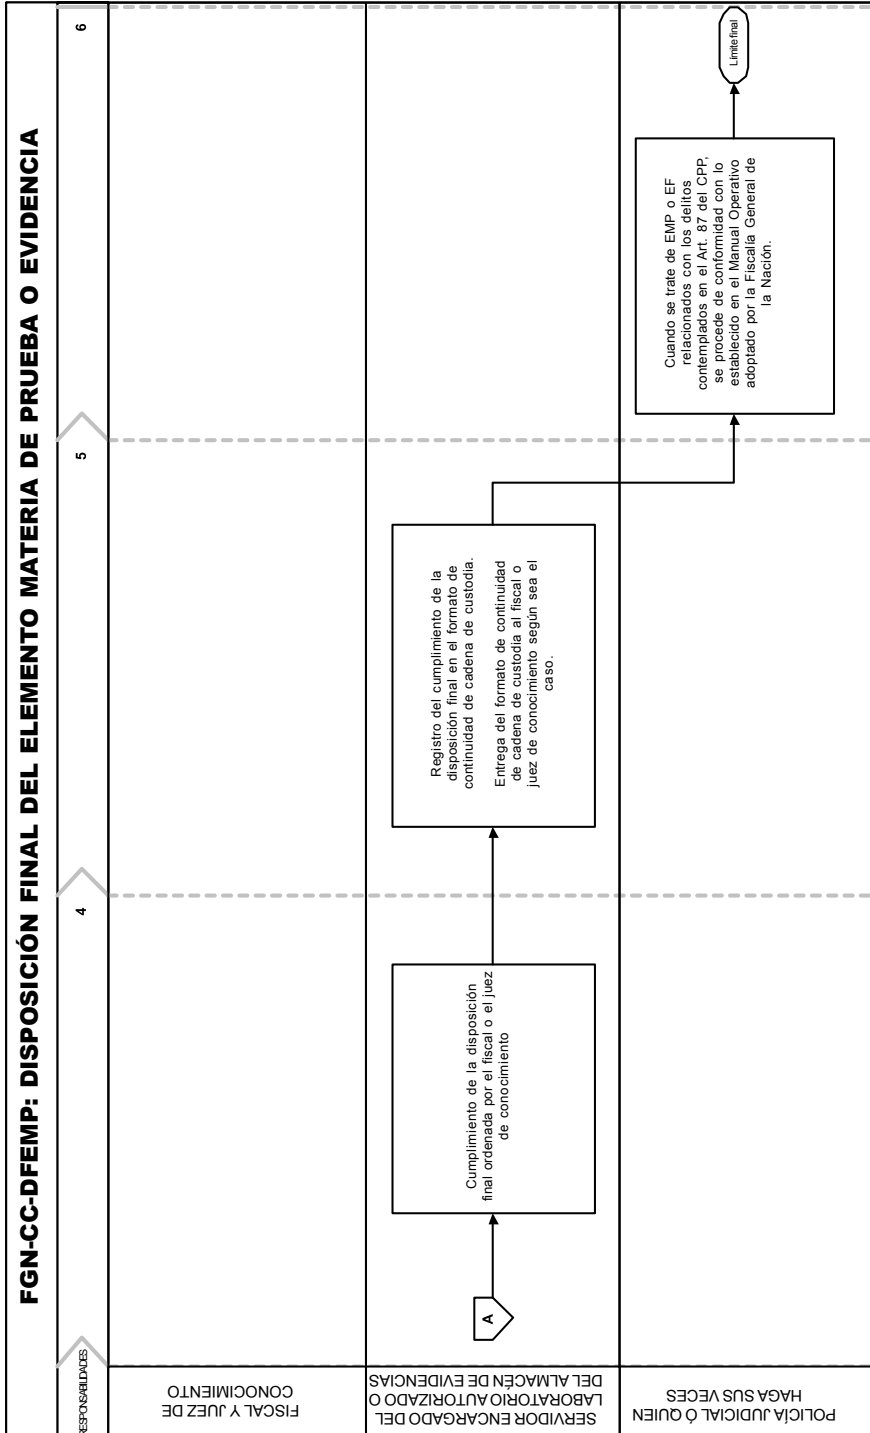 FGN-CC-DFEMP: DISPOSICIÓN FINAL DEL ELEMENTO MATERIA DE PRUEBA O EVIDENCIA
RESPONSABILIDADES
4
5
6
FISCAL Y JUEZ DE
CONOCIMIENTO
SERVIDOR ENCARGADO DEL
LABORATORIO AUTORIZADO O
DEL ALMACÉN DE EVIDENCIAS
A
Cumplimiento de la disposición
final ordenada por el fiscal o el juez
de conocimiento
Registro del cumplimiento de la
disposición final en el formato de
continuidad de cadena de custodia.
Entrega del formato de continuidad
de cadena de custodia al fiscal o
juez de conocimiento según sea el
caso.
POLICÍA JUDICIAL Ó QUIEN
HAGA SUS VECES
Cuando se trate de EMP o EF
relacionados con los delitos
contemplados en el Art. 87 del CPP,
se procede de conformidad con lo
establecido en el Manual Operativo
adoptado por la Fiscalía General de
la Nación.
Límite final